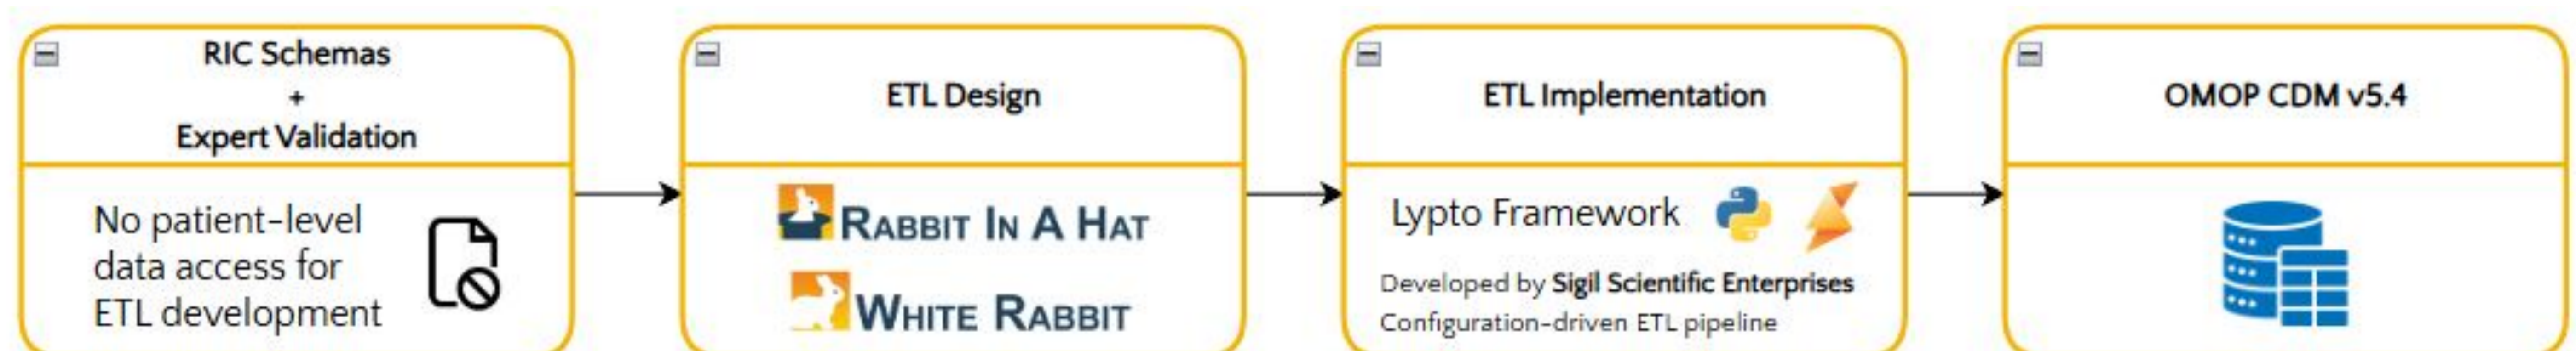 RIC Schemas
+
Expert Validation
No patient-level
data access for
ETL development
ETL Design
RABBIT IN A HAT
WHITE RABBIT
ETL Implementation
Lypto Framework
Developed by Sigil Scientific Enterprises
Configuration-driven ETL pipeline
OMOP CDM v5.4